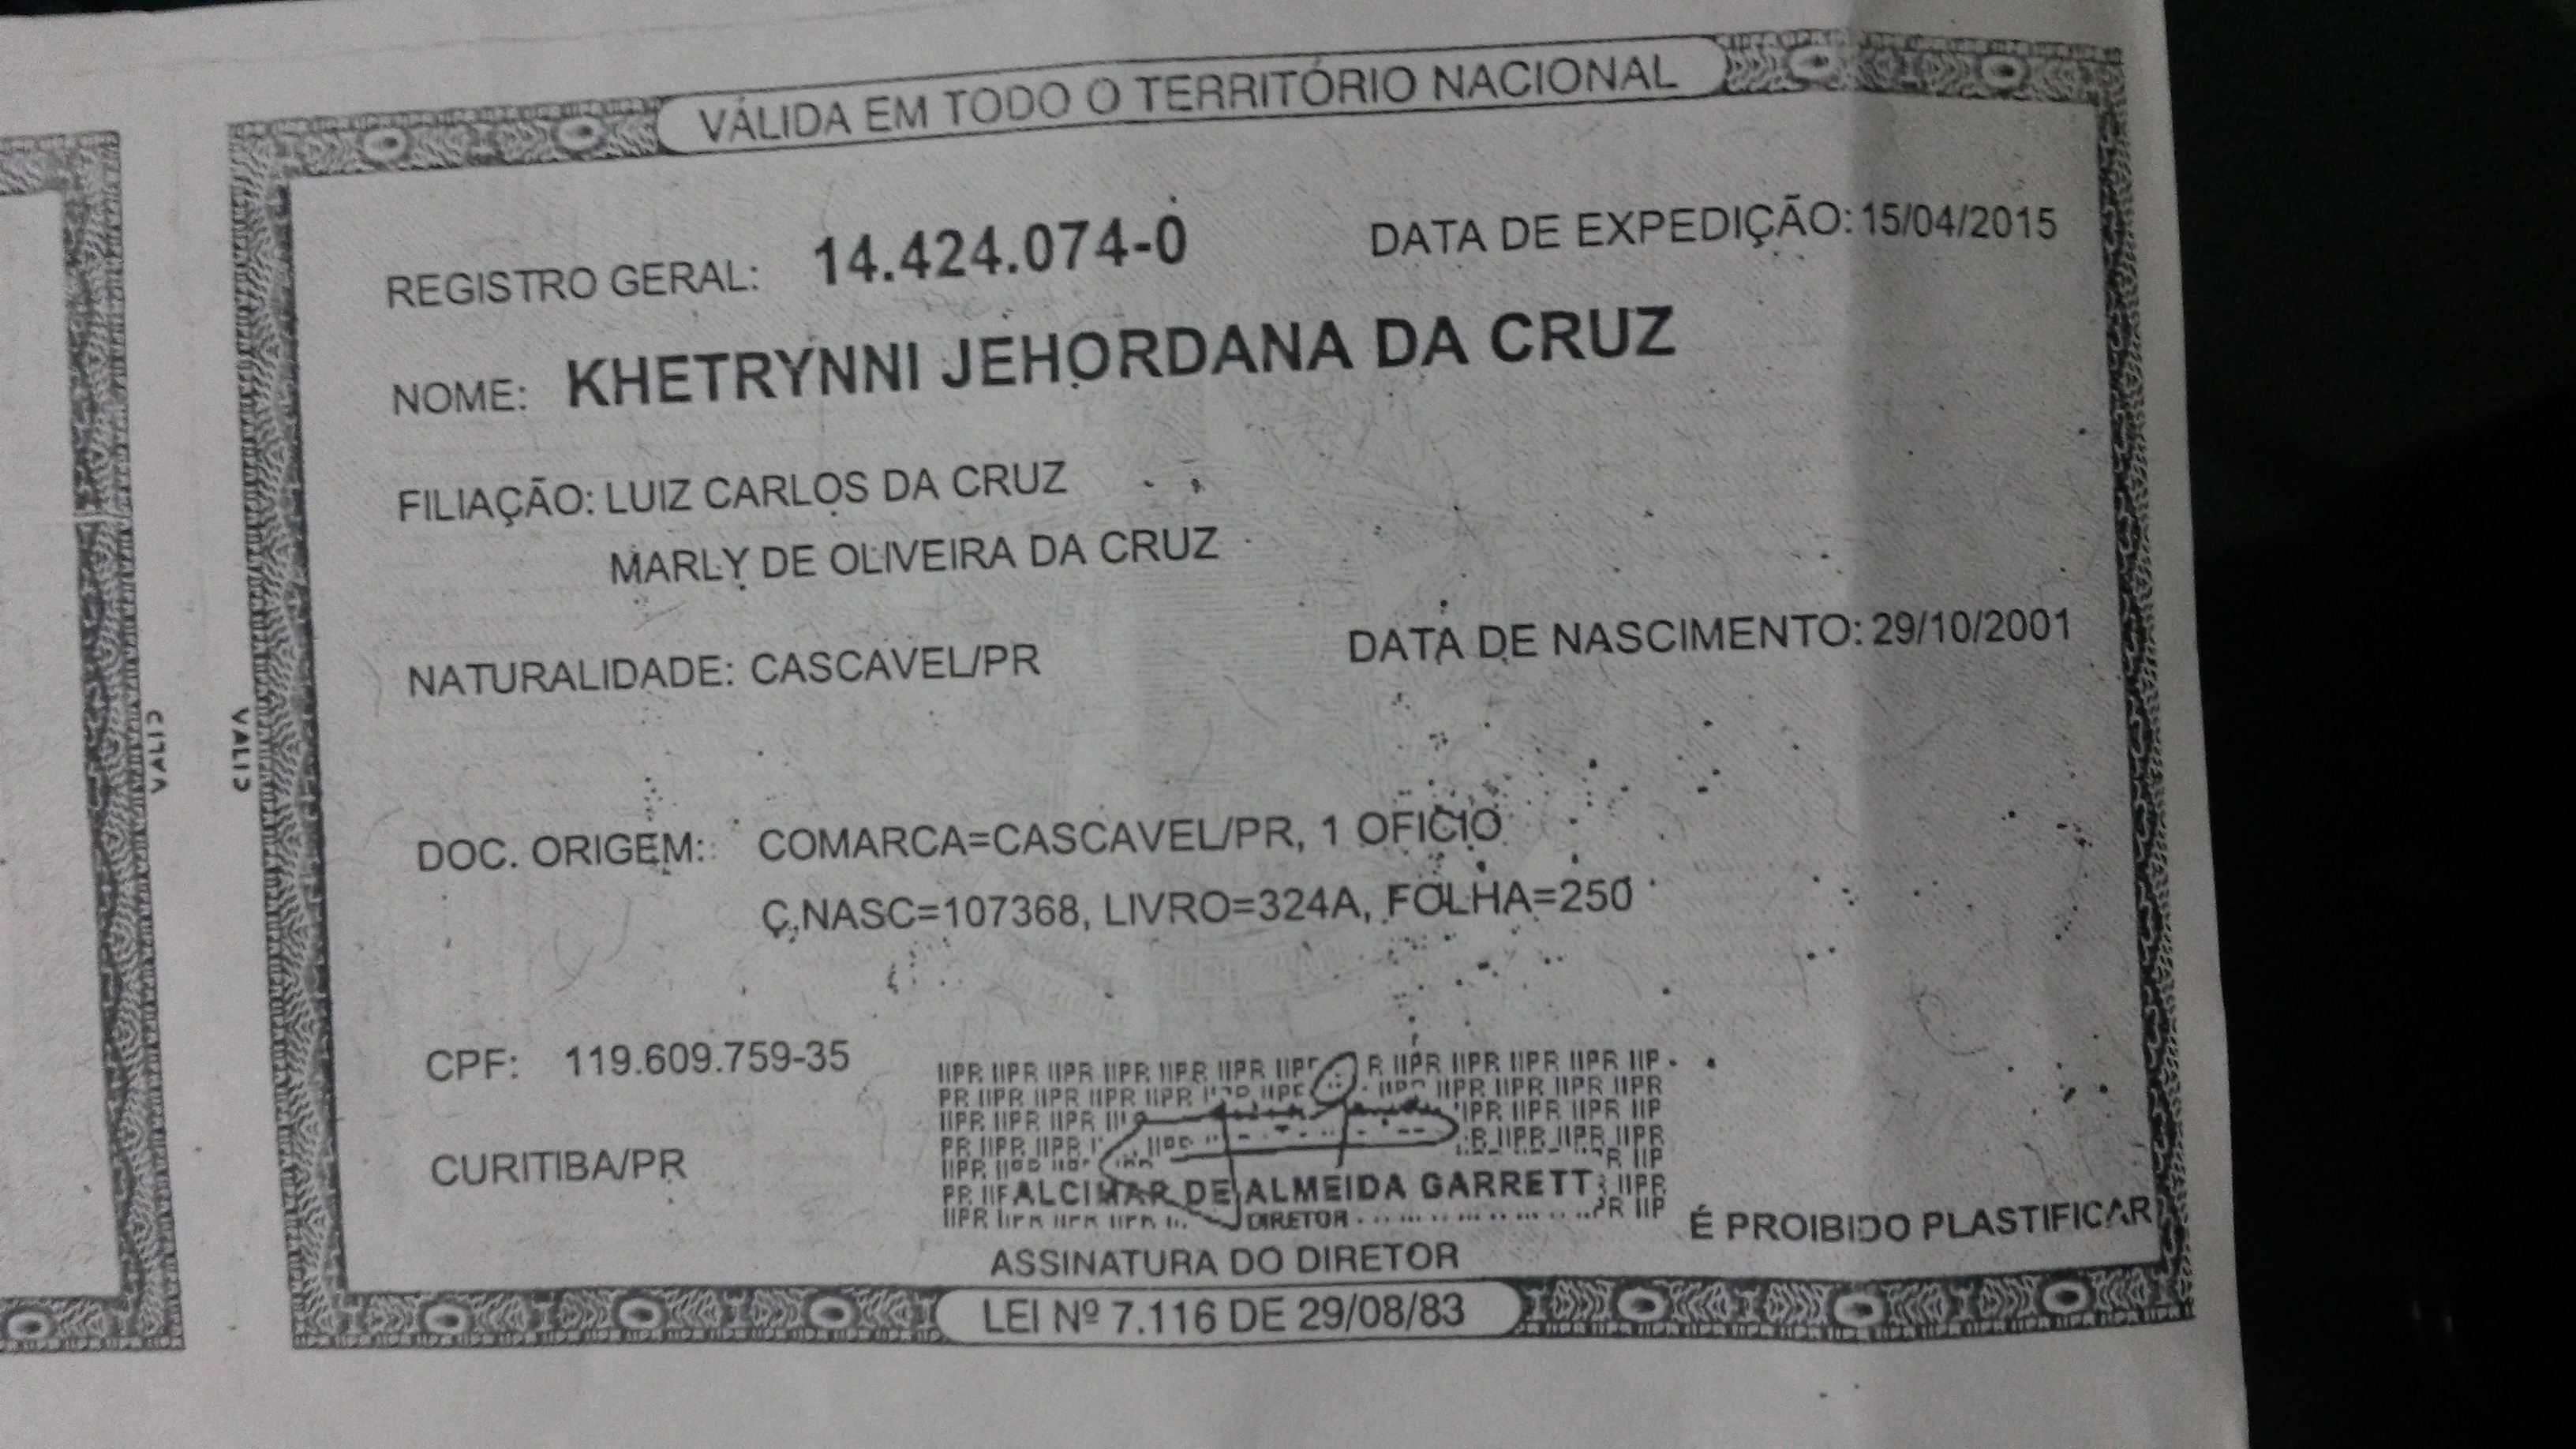 VALID
VALID
VÁLIDA EM TODO O TERRITÓRIO NACIONAL
REGISTRO GERAL: 14.424.074-0 DATA DE EXPEDIÇÃO: 15/04/2015
NOME: KHETRYNNI JEHORDANA DA CRUZ
FILIAÇÃO: LUIZ CARLOS DA CRUZ
MARLY DE OLIVEIRA DA CRUZ
NATURALIDADE: CASCAVEL/PR DATA DE NASCIMENTO: 29/10/2001
DOC. ORIGEM: COMARCA=CASCAVEL/PR, 1 OFICIO
C.NASC=107368, LIVRO=324A, FOLHA=250
CPF: 119.609.759-35
CURITIBA/PR
ALCIMAR DE ALMEIDA GARRETT
DIRETOR
ASSINATURA DO DIRETOR
É PROIBIDO PLASTIFICAR
LEI Nº 7.116 DE 29/08/83